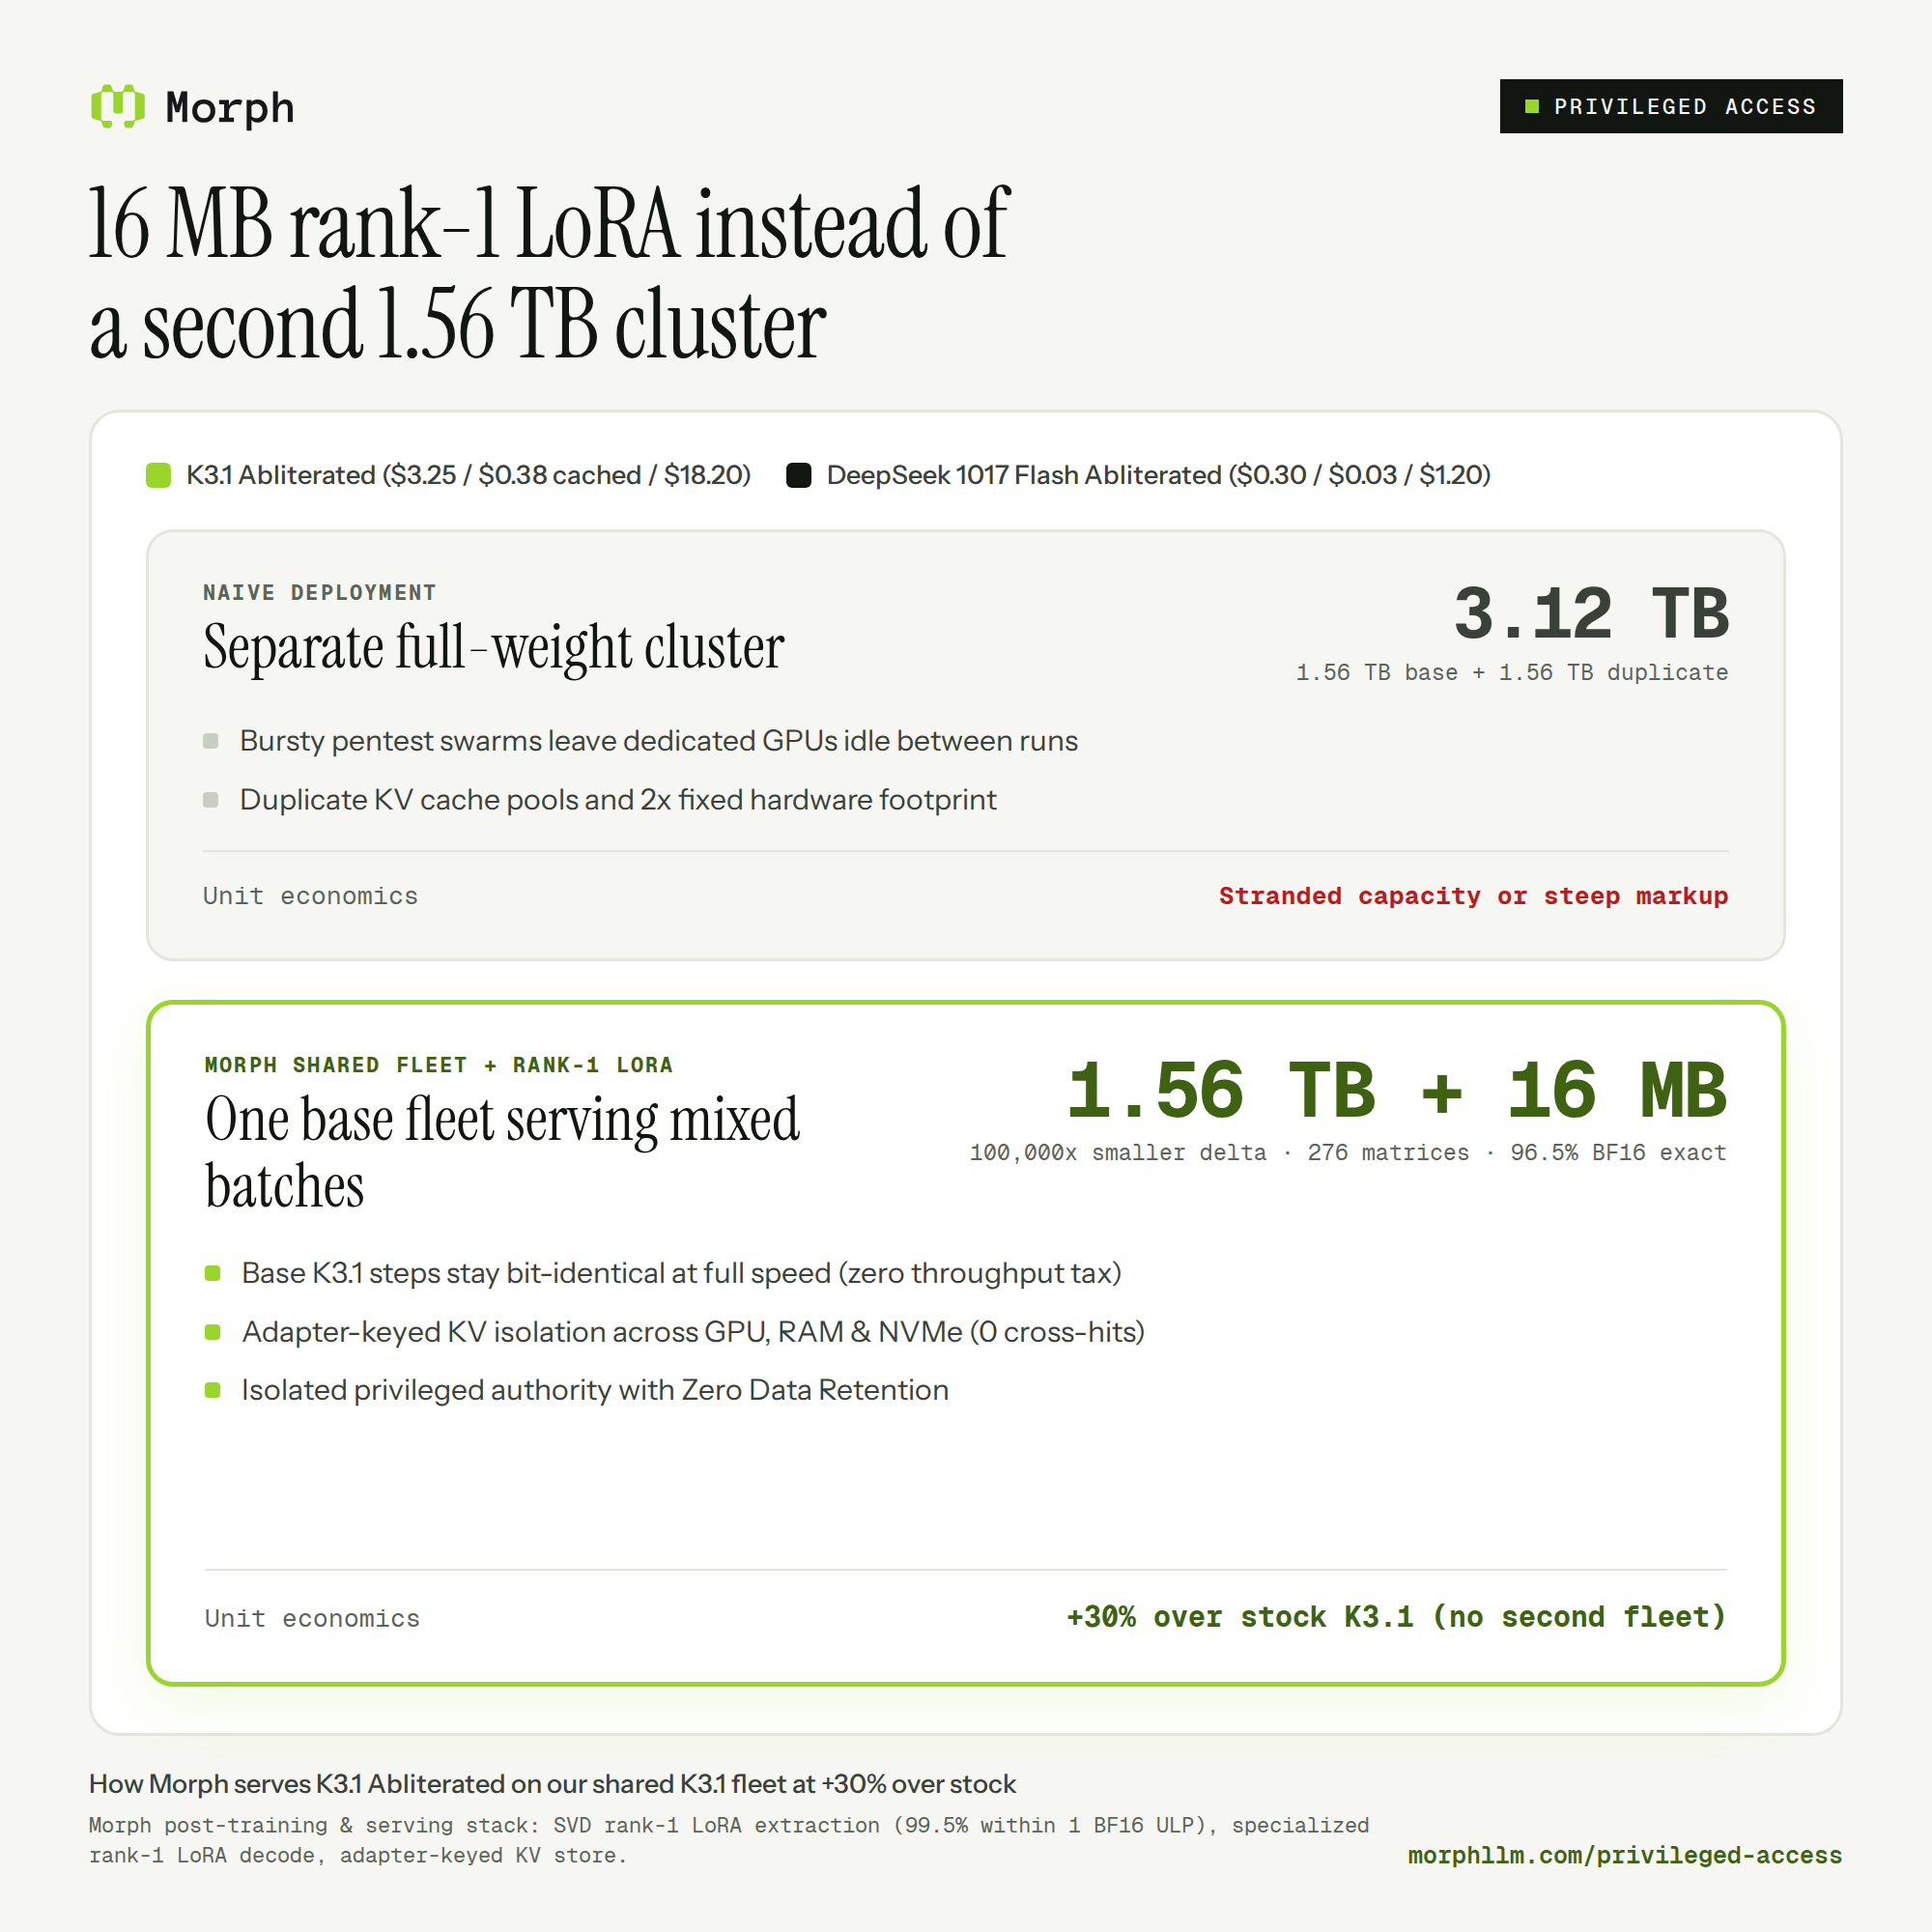 Morph
PRIVILEGED ACCESS
16 MB rank-1 LoRA instead of
a second 1.56 TB cluster
K3.1 Abliterated ($3.25 / $0.38 cached / $18.20)
DeepSeek 1017 Flash Abliterated ($0.30 / $0.03 / $1.20)
NAIVE DEPLOYMENT
Separate full-weight cluster
3.12 TB
1.56 TB base + 1.56 TB duplicate
Bursty pentest swarms leave dedicated GPUs idle between runs
Duplicate KV cache pools and 2x fixed hardware footprint
Unit economics
Stranded capacity or steep markup
MORPH SHARED FLEET + RANK-1 LORA
One base fleet serving mixed
batches
1.56 TB + 16 MB
100,000x smaller delta · 276 matrices · 96.5% BF16 exact
Base K3.1 steps stay bit-identical at full speed (zero throughput tax)
Adapter-keyed KV isolation across GPU, RAM & NVMe (0 cross-hits)
Isolated privileged authority with Zero Data Retention
Unit economics
+30% over stock K3.1 (no second fleet)
How Morph serves K3.1 Abliterated on our shared K3.1 fleet at +30% over stock
Morph post-training & serving stack: SVD rank-1 LoRA extraction (99.5% within 1 BF16 ULP), specialized
rank-1 LoRA decode, adapter-keyed KV store.
morphllm.com/privileged-access